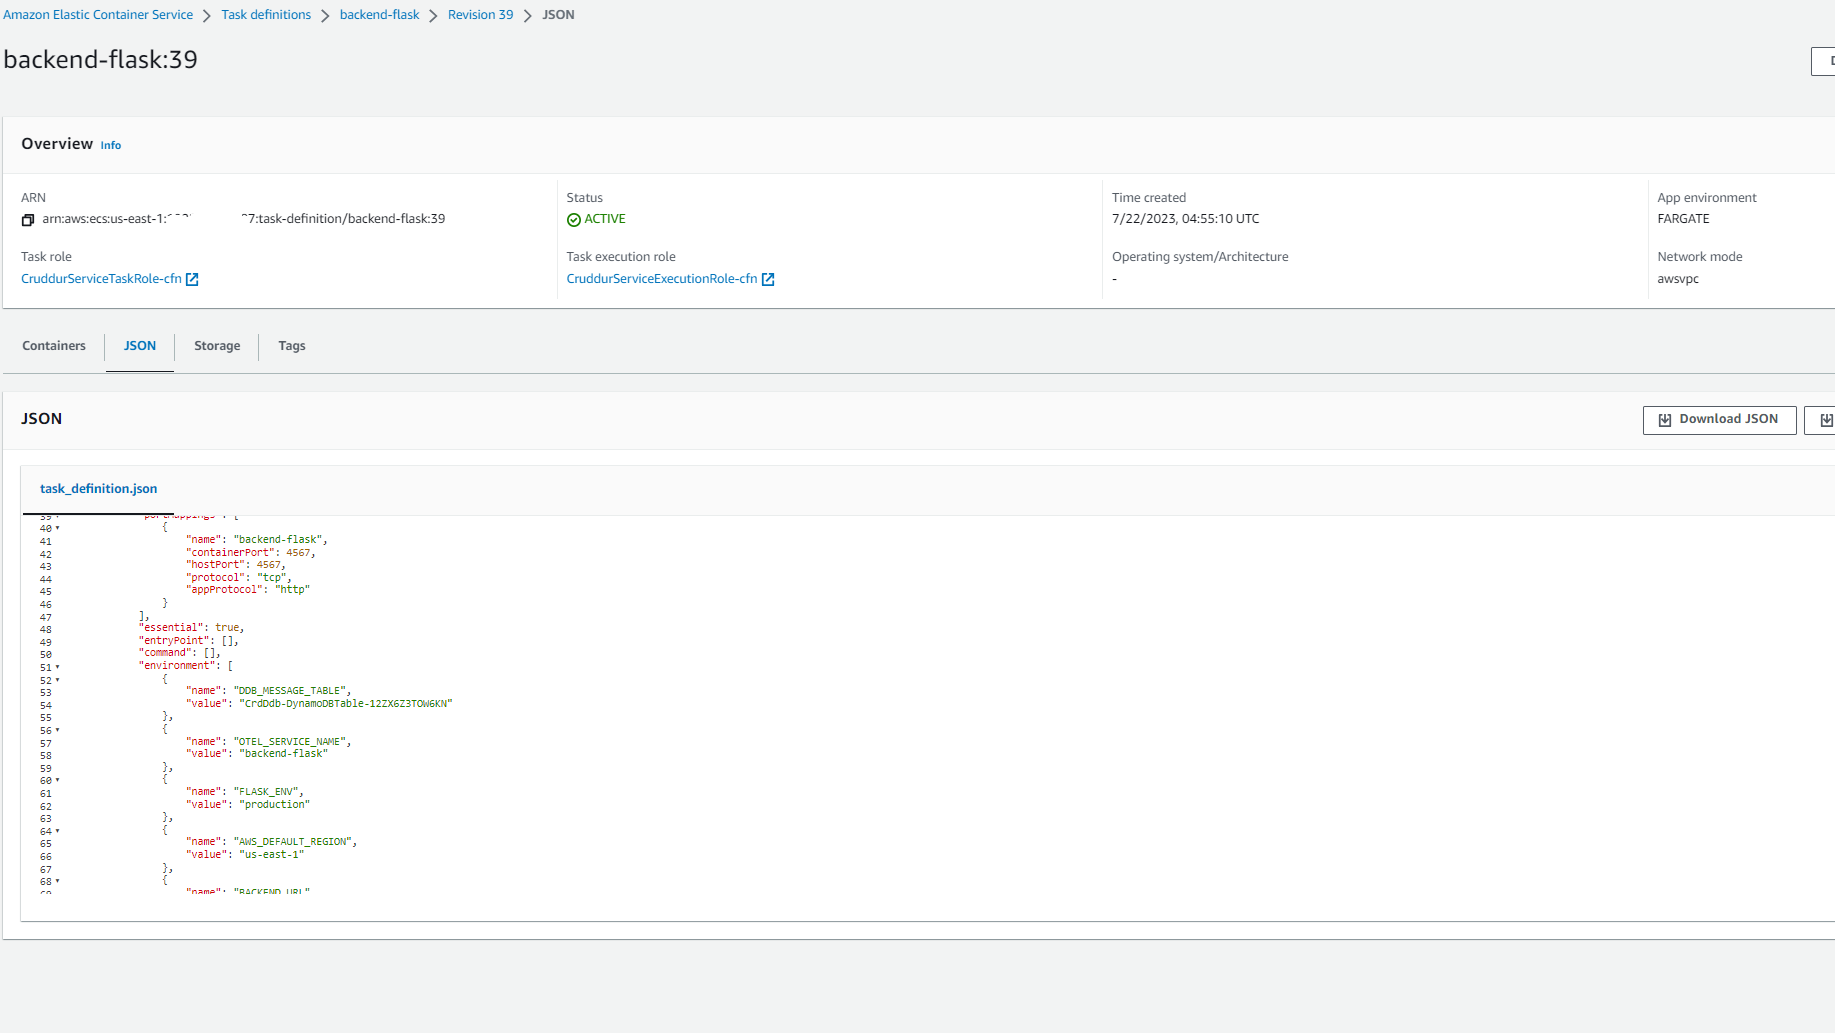 Amazon Elastic Container Service > Task definitions > backend-flask > Revision 39 > JSON
backend-flask:39
Overview Info
ARN
arn:aws:ecs:us-east-1: 7:task-definition/backend-flask:39
Status
ACTIVE
Time created
7/22/2023, 04:55:10 UTC
App environment
FARGATE
Task role
CruddurServiceTaskRole-cfn
Task execution role
CruddurServiceExecutionRole-cfn
Operating system/Architecture
-
Network mode
awsvpc
Containers JSON Storage Tags
JSON
Download JSON
task_definition.json
39 "portMappings": [
40 {
41 "name": "backend-flask",
42 "containerPort": 4567,
43 "hostPort": 4567,
44 "protocol": "tcp",
45 "appProtocol": "http"
46 }
47 ],
48 "essential": true,
49 "entryPoint": [],
50 "command": [],
51 "environment": [
52 {
53 "name": "DDB_MESSAGE_TABLE",
54 "value": "CrdDdb-DynamoDBTable-12ZX6Z3TOW6KN"
55 },
56 {
57 "name": "OTEL_SERVICE_NAME",
58 "value": "backend-flask"
59 },
60 {
61 "name": "FLASK_ENV",
62 "value": "production"
63 },
64 {
65 "name": "AWS_DEFAULT_REGION",
66 "value": "us-east-1"
67 },
68 {
69 "name": "BACKEND_URL"